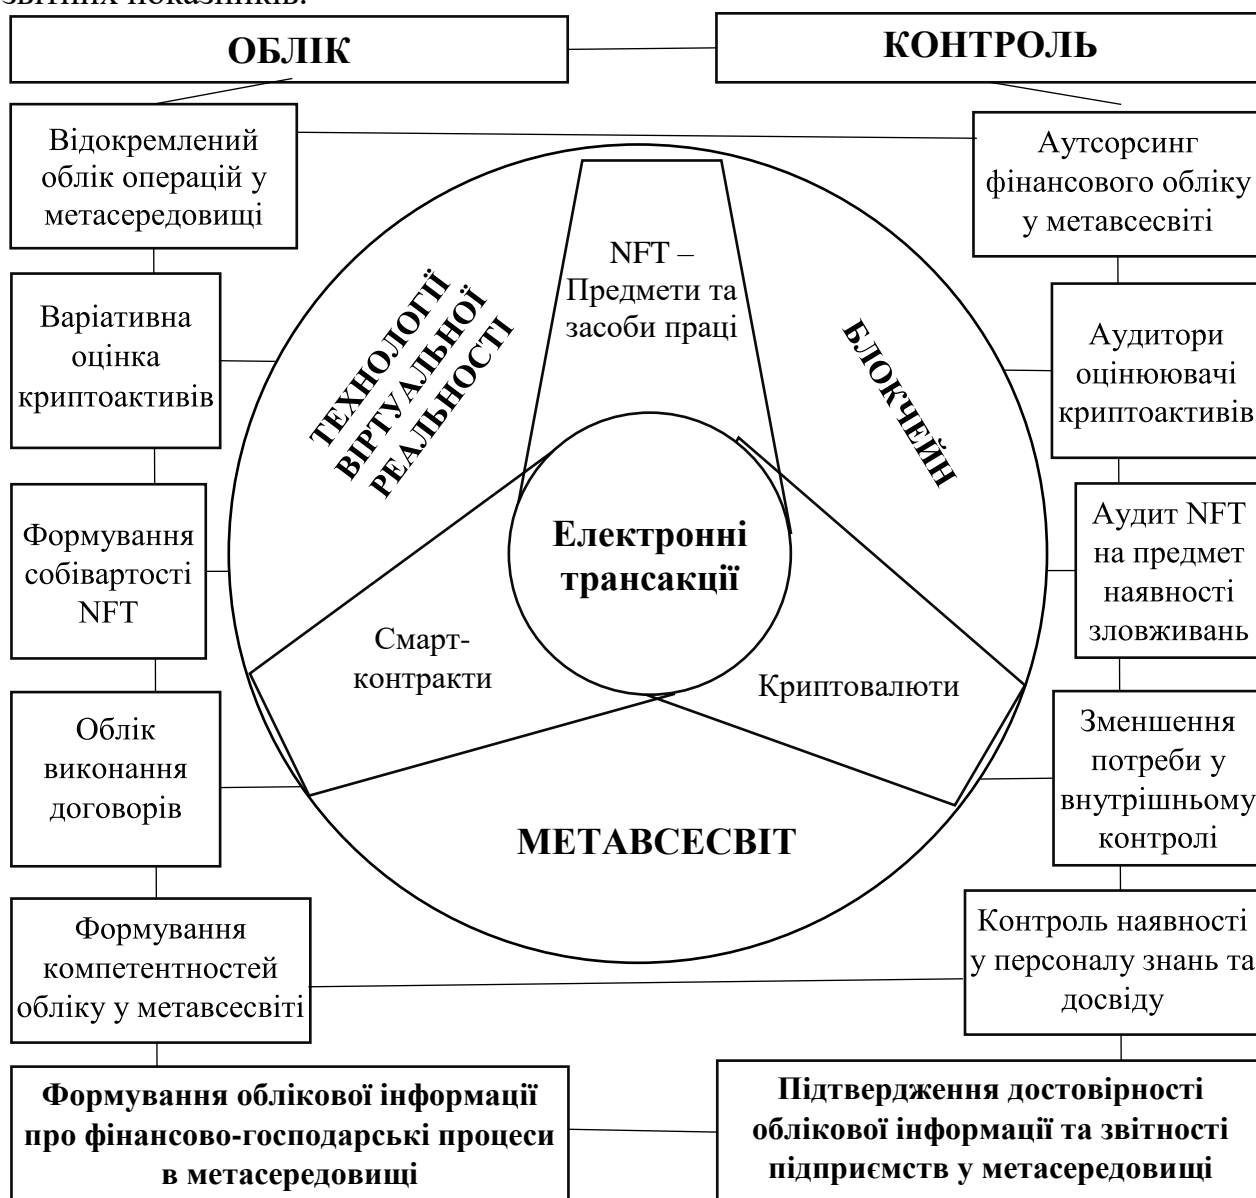 звітних показників.
ОБЛІК
КОНТРОЛЬ
Відокремлений
облік операцій у
метасередовищі
Аутсорсинг
фінансового обліку
у метавсесвіті
NFT –
Предмети та
засоби праці
ТЕХНОЛОГІЇ
ВІРТУАЛЬНОЇ
РЕАЛЬНОСТІ
БЛОКЧЕЙН
Варіативна
оцінка
криптоактивів
Аудитори
оцінюювачі
криптоактивів
Формування
собівартості
NFT
Електронні
трансакції
Аудит NFT
на предмет
наявності
зловживань
Смарт-
контракти
Криптовалюти
Облік
виконання
договорів
Зменшення
потреби у
внутрішньому
контролі
МЕТАВСЕСВІТ
Формування
компетентностей
обліку у метавсесвіті
Контроль наявності
у персоналу знань та
досвіду
Формування облікової інформації
про фінансово-господарські процеси
в метасередовищі
Підтвердження достовірності
облікової інформації та звітності
підприємств у метасередовищі